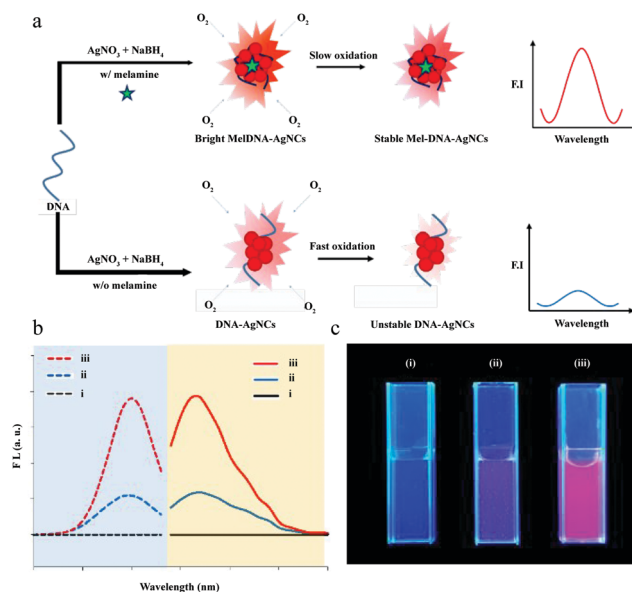 a
AgNO₃ + NaBH₄
w/ melamine
O₂
O₂
O₂
O₂
Bright MelDNA-AgNCs
Slow oxidation
Stable Mel-DNA-AgNCs
F.I
Wavelength
DNA
AgNO₃ + NaBH₄
w/o melamine
O₂
O₂
O₂
O₂
DNA-AgNCs
Fast oxidation
Unstable DNA-AgNCs
F.I
Wavelength
b
iii
ii
i
iii
ii
i
F L (a. u.)
Wavelength (nm)
c
(i)
(ii)
(iii)